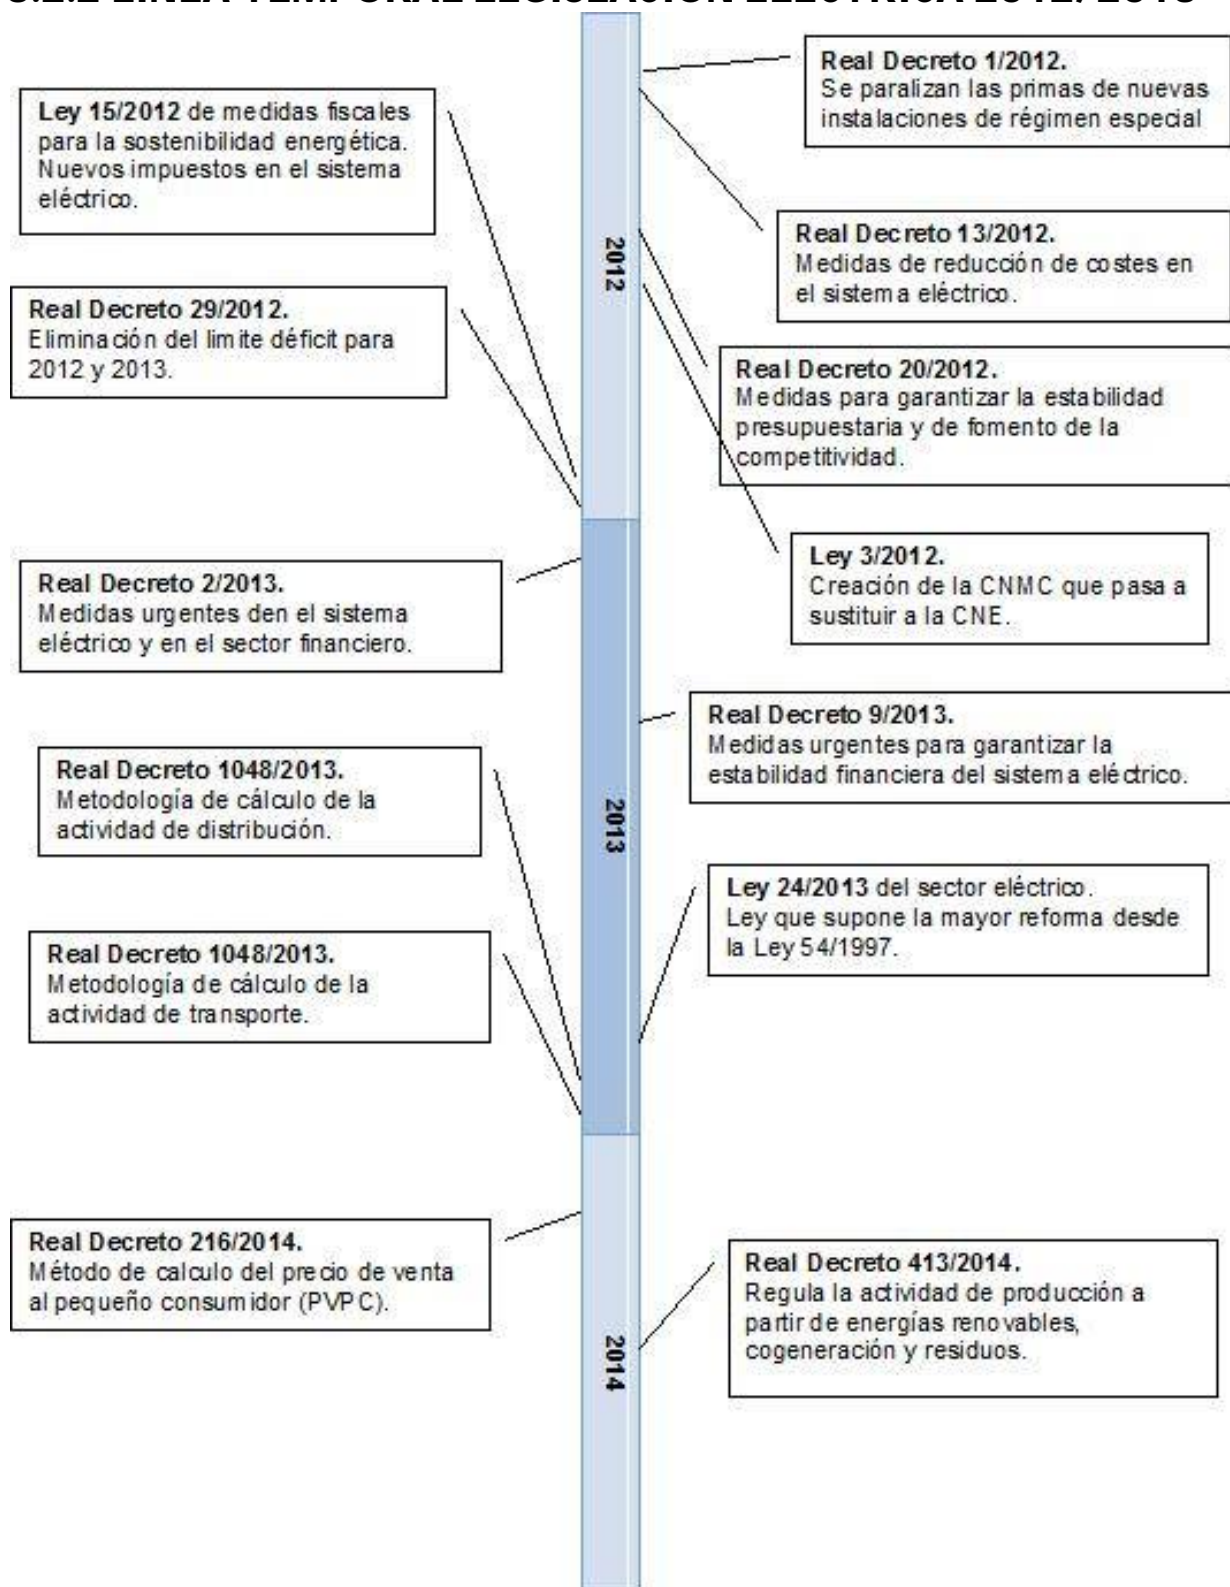 Real Decreto 1/2012.
Se paralizan las primas de nuevas
instalaciones de régimen especial
Ley 15/2012 de medidas fiscales
para la sostenibilidad energética.
Nuevos impuestos en el sistema
eléctrico.
Real Decreto 13/2012.
Medidas de reducción de costes en
el sistema eléctrico.
2012
Real Decreto 29/2012.
Eliminación del limite déficit para
2012 y 2013.
Real Decreto 20/2012.
Medidas para garantizar la estabilidad
presupuestaria y de fomento de la
competitividad.
Ley 3/2012.
Creación de la CNMC que pasa a
sustituir a la CNE.
Real Decreto 2/2013.
Medidas urgentes den el sistema
eléctrico y en el sector financiero.
Real Decreto 9/2013.
Medidas urgentes para garantizar la
estabilidad financiera del sistema eléctrico.
Real Decreto 1048/2013.
Metodología de cálculo de la
actividad de distribución.
2013
Ley 24/2013 del sector eléctrico.
Ley que supone la mayor reforma desde
la Ley 54/1997.
Real Decreto 1048/2013.
Metodología de cálculo de la
actividad de transporte.
Real Decreto 216/2014.
Método de calculo del precio de venta
al pequeño consumidor (PVPC).
Real Decreto 413/2014.
Regula la actividad de producción a
partir de energías renovables,
cogeneración y residuos.
2014